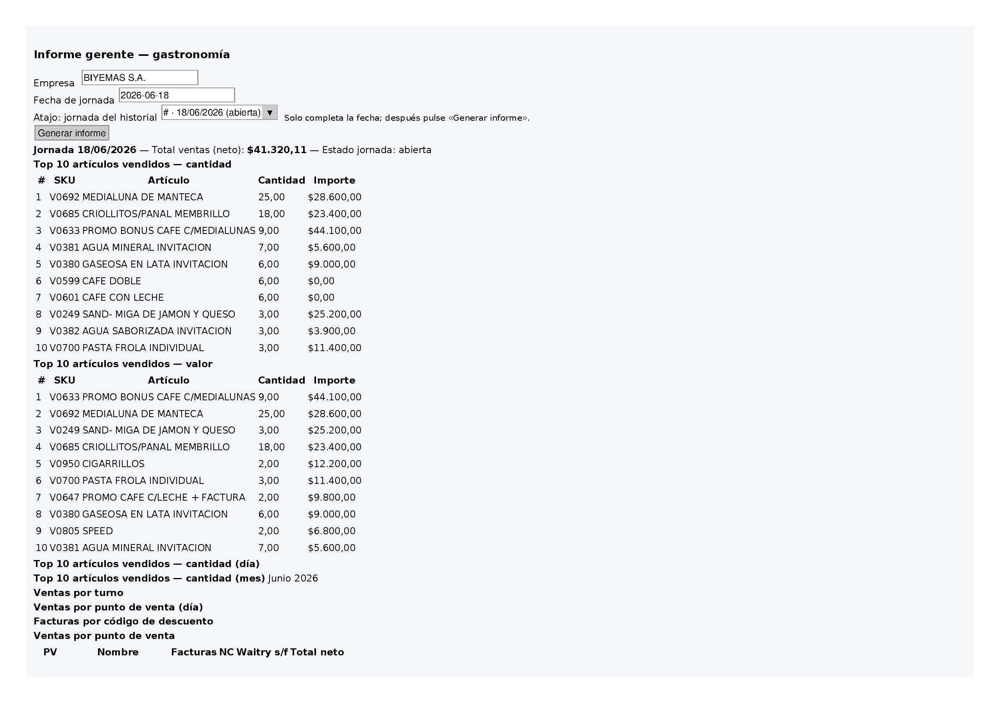 Informe gerente — gastronomía
Empresa BIYEMAS S.A.
Fecha de jornada 2026-06-18
Atajo: jornada del historial # · 18/06/2026 (abierta) ▼ Solo completa la fecha; después pulse «Generar informe».
Generar informe
Jornada 18/06/2026 — Total ventas (neto): $41.320,11 — Estado jornada: abierta
Top 10 artículos vendidos — cantidad
# SKU Artículo Cantidad Importe
1 V0692 MEDIALUNA DE MANTECA 25,00 $28.600,00
2 V0685 CRIOLLITOS/PANAL MEMBRILLO 18,00 $23.400,00
3 V0633 PROMO BONUS CAFE C/MEDIALUNAS 9,00 $44.100,00
4 V0381 AGUA MINERAL INVITACION 7,00 $5.600,00
5 V0380 GASEOSA EN LATA INVITACION 6,00 $9.000,00
6 V0599 CAFE DOBLE 6,00 $0,00
7 V0601 CAFE CON LECHE 6,00 $0,00
8 V0249 SAND- MIGA DE JAMON Y QUESO 3,00 $25.200,00
9 V0382 AGUA SABORIZADA INVITACION 3,00 $3.900,00
10 V0700 PASTA FROLA INDIVIDUAL 3,00 $11.400,00
Top 10 artículos vendidos — valor
# SKU Artículo Cantidad Importe
1 V0633 PROMO BONUS CAFE C/MEDIALUNAS 9,00 $44.100,00
2 V0692 MEDIALUNA DE MANTECA 25,00 $28.600,00
3 V0249 SAND- MIGA DE JAMON Y QUESO 3,00 $25.200,00
4 V0685 CRIOLLITOS/PANAL MEMBRILLO 18,00 $23.400,00
5 V0950 CIGARRILLOS 2,00 $12.200,00
6 V0700 PASTA FROLA INDIVIDUAL 3,00 $11.400,00
7 V0647 PROMO CAFE C/LECHE + FACTURA 2,00 $9.800,00
8 V0380 GASEOSA EN LATA INVITACION 6,00 $9.000,00
9 V0805 SPEED 2,00 $6.800,00
10 V0381 AGUA MINERAL INVITACION 7,00 $5.600,00
Top 10 artículos vendidos — cantidad (día)
Top 10 artículos vendidos — cantidad (mes) Junio 2026
Ventas por turno
Ventas por punto de venta (día)
Facturas por código de descuento
Ventas por punto de venta
PV Nombre Facturas NC Waitry s/f Total neto